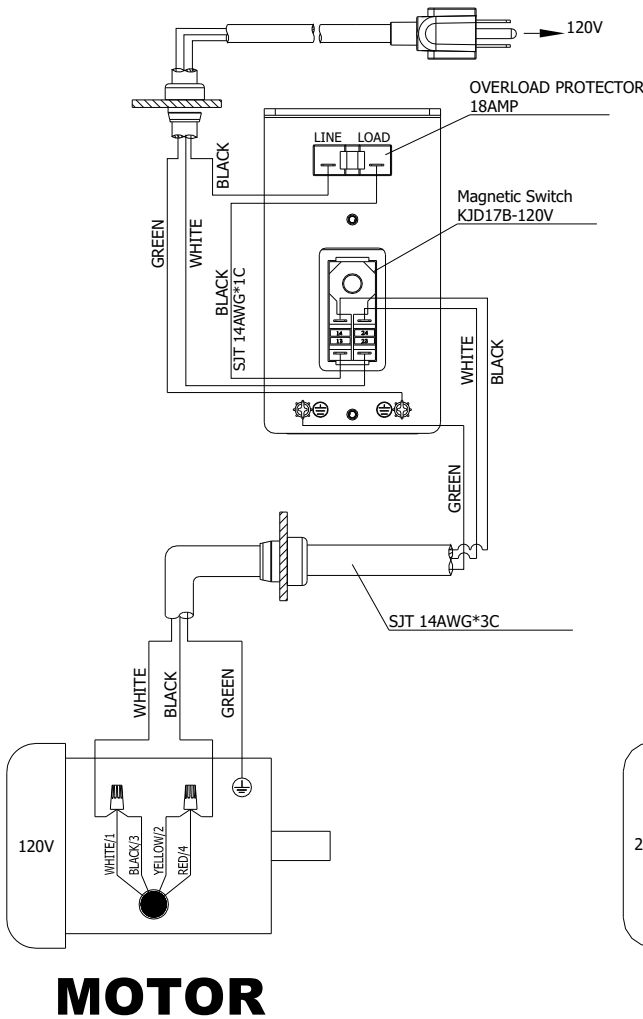 120V
OVERLOAD PROTECTOR
18AMP
LINE LOAD
BLACK
GREEN
WHITE
Magnetic Switch
KJD17B-120V
BLACK
SJT 14AWG*1C
14 24
13 23
WHITE
BLACK
GREEN
SJT 14AWG*3C
WHITE
BLACK
GREEN
120V
WHITE/1
BLACK/3
YELLOW/2
RED/4
2
MOTOR